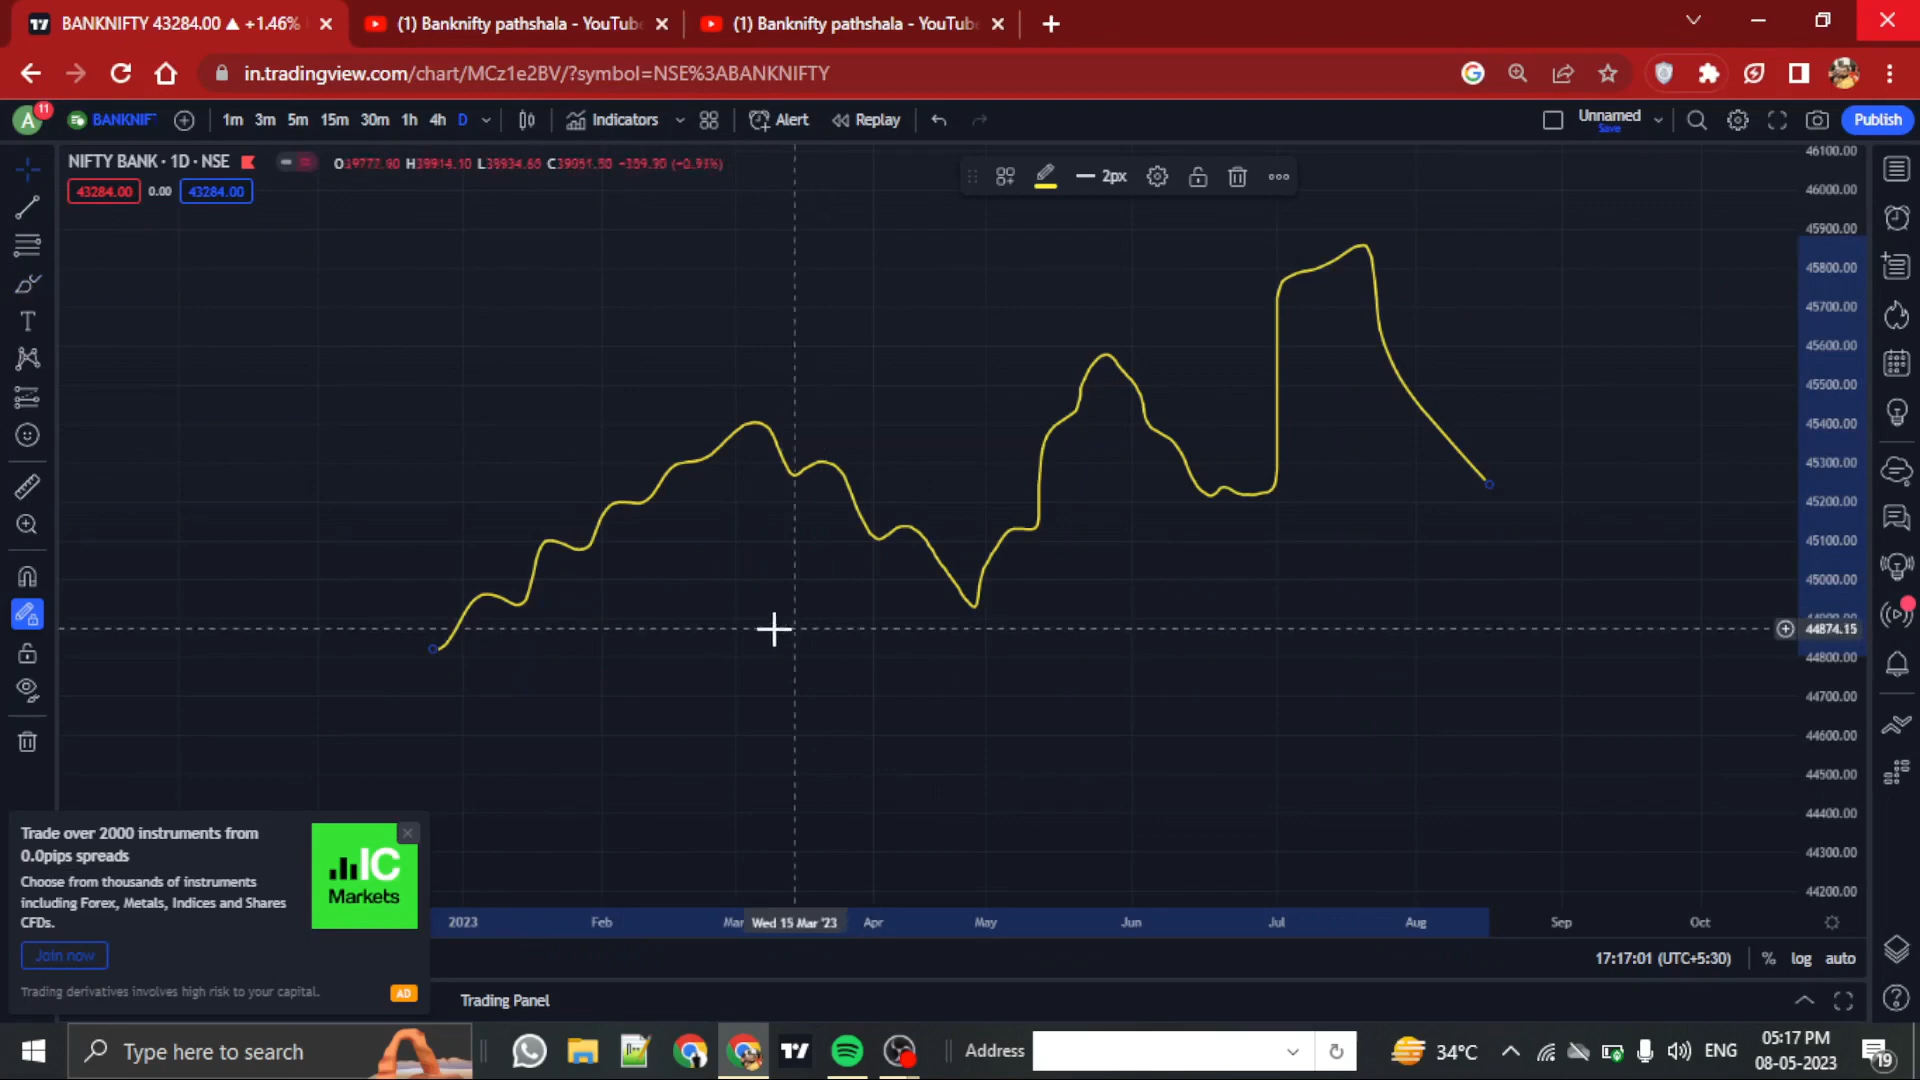 BANKNIFTY 43284.00 ▲ +1.46%
(1) Banknifty pathshala - YouTub
(1) Banknifty pathshala - YouTub
in.tradingview.com/chart/MCz1e2BV/?symbol=NSE%3ABANKNIFTY
A
11
BANKNIFT
1m 3m 5m 15m 30m 1h 4h D
Indicators
Alert
Replay
Unnamed
Save
Publish
NIFTY BANK · 1D · NSE
43284.00 0.00 43284.00
2px
46100.00
46000.00
45900.00
45800.00
45700.00
45600.00
45500.00
45400.00
45300.00
45200.00
45100.00
45000.00
44874.15
44800.00
44700.00
44600.00
44500.00
44400.00
44300.00
44200.00
Trade over 2000 instruments from
0.0pips spreads
Choose from thousands of instruments
including Forex, Metals, Indices and Shares
CFDs.
IC
Markets
Join now
Trading derivatives involves high risk to your capital.
AD
2023 Feb Mar Wed 15 Mar '23 Apr May Jun Jul Aug Sep Oct
17:17:01 (UTC+5:30) % log auto
Trading Panel
Type here to search
Address
34°C
ENG
05:17 PM
08-05-2023
19